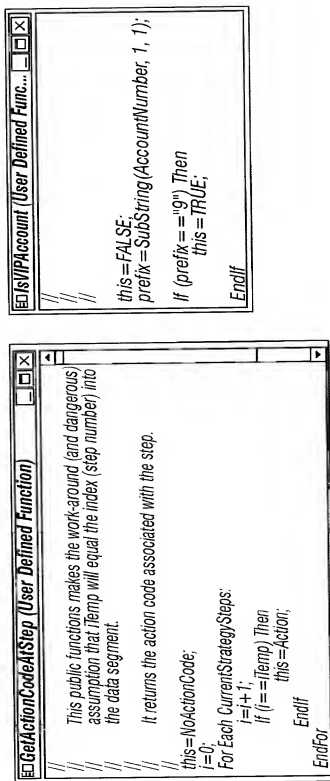 GetActionCodeAtStep (User Defined Function)
//
// This public functions makes the work-around (and dangerous)
// assumption that iTemp will equal the index (step number) into
// the data segment.
//
// It returns the action code associated with the step.
//
this=NoActionCode;
i=0;
For Each CurrentStrategySteps:
i=i+1;
If (i==iTemp) Then
this=Action;
EndIf
EndFor
IsVIPAccount (User Defined Func...
//
//
//
this=FALSE;
prefix=SubString(AccountNumber, 1, 1);
If (prefix=="9") Then
this=TRUE;
EndIf